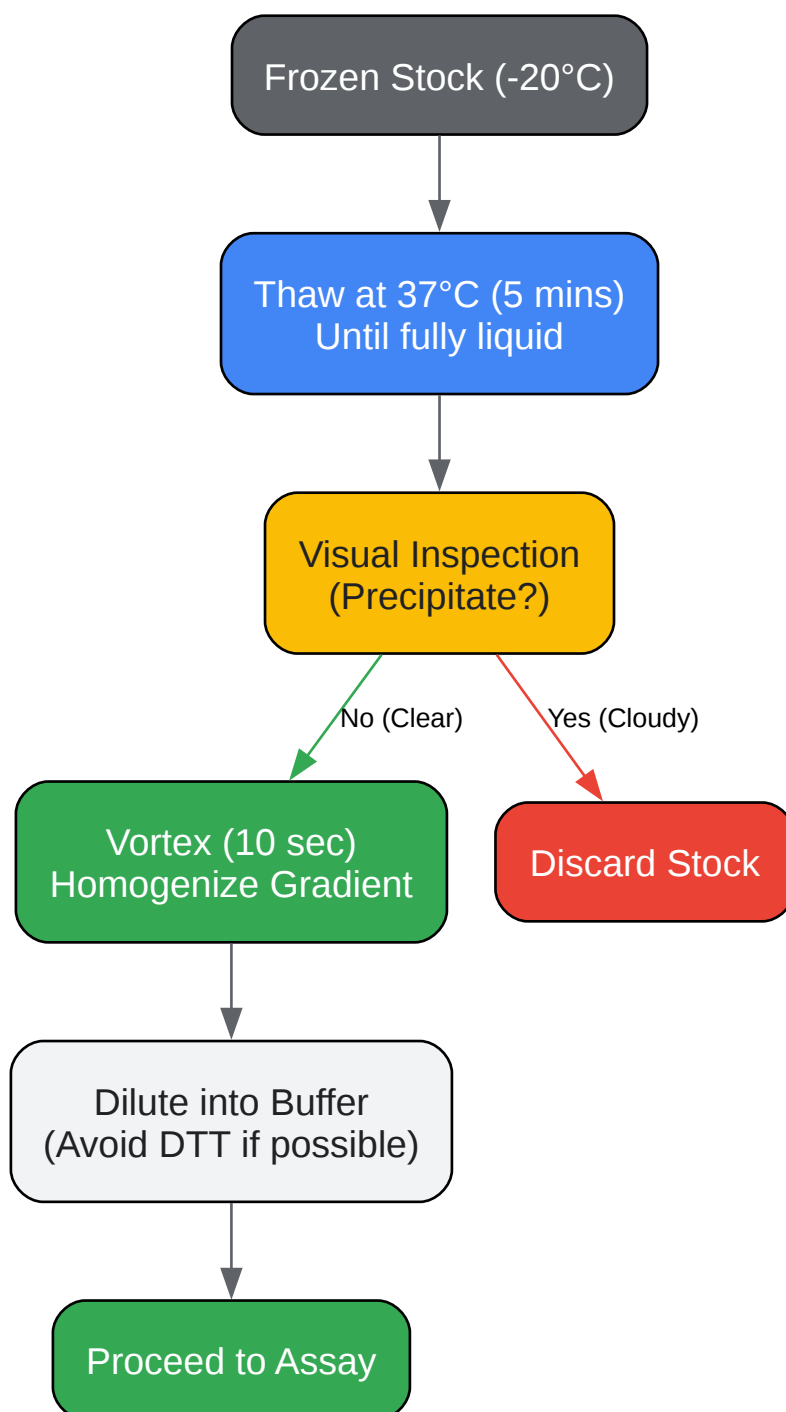 Frozen Stock (-20°C)
Thaw at 37°C (5 mins)
Until fully liquid
Visual Inspection
(Precipitate?)
No (Clear)
Yes (Cloudy)
Vortex (10 sec)
Homogenize Gradient
Discard Stock
Dilute into Buffer
(Avoid DTT if possible)
Proceed to Assay